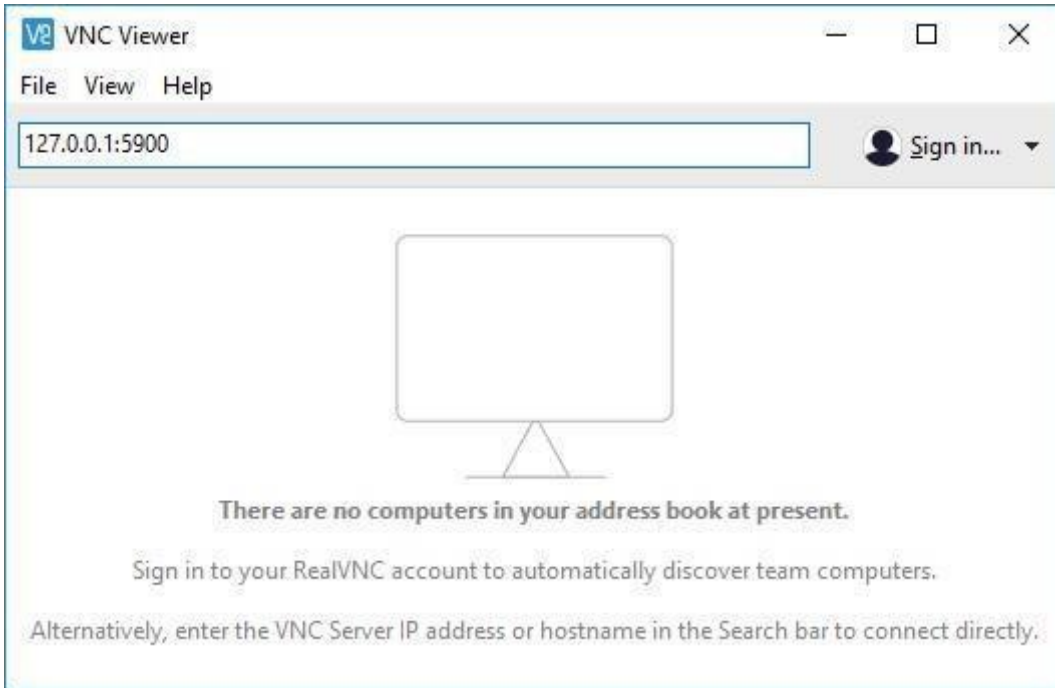 VNC Viewer
File View Help
127.0.0.1:5900
Sign in...
There are no computers in your address book at present.
Sign in to your RealVNC account to automatically discover team computers.
Alternatively, enter the VNC Server IP address or hostname in the Search bar to connect directly.